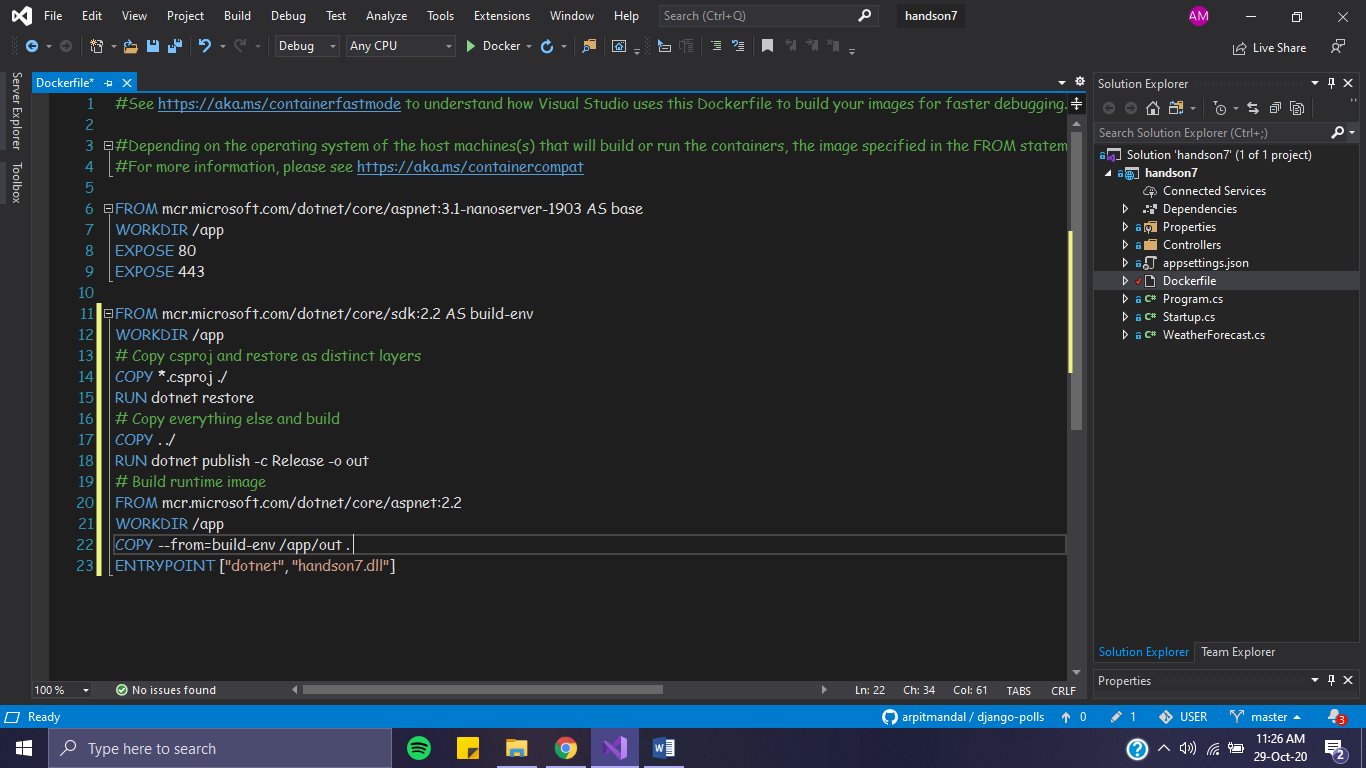 File Edit View Project Build Debug Test Analyze Tools Extensions Window Help Search (Ctrl+Q) handson7 AM
Debug Any CPU Docker Live Share
Server Explorer
Toolbox
Dockerfile*
1 #See https://aka.ms/containerfastmode to understand how Visual Studio uses this Dockerfile to build your images for faster debugging.
2
3 #Depending on the operating system of the host machines(s) that will build or run the containers, the image specified in the FROM statem
4 #For more information, please see https://aka.ms/containercompat
5
6 FROM mcr.microsoft.com/dotnet/core/aspnet:3.1-nanoserver-1903 AS base
7 WORKDIR /app
8 EXPOSE 80
9 EXPOSE 443
10
11 FROM mcr.microsoft.com/dotnet/core/sdk:2.2 AS build-env
12 WORKDIR /app
13 # Copy csproj and restore as distinct layers
14 COPY *.csproj ./
15 RUN dotnet restore
16 # Copy everything else and build
17 COPY . ./
18 RUN dotnet publish -c Release -o out
19 # Build runtime image
20 FROM mcr.microsoft.com/dotnet/core/aspnet:2.2
21 WORKDIR /app
22 COPY --from=build-env /app/out .
23 ENTRYPOINT ["dotnet", "handson7.dll"]
100 % No issues found Ln: 22 Ch: 34 Col: 61 TABS CRLF
Solution Explorer
Search Solution Explorer (Ctrl+;)
Solution 'handson7' (1 of 1 project)
handson7
Connected Services
Dependencies
Properties
Controllers
appsettings.json
Dockerfile
Program.cs
Startup.cs
WeatherForecast.cs
Solution Explorer Team Explorer
Properties
Ready arpitmandal / django-polls 0 1 USER master 3
Type here to search
11:26 AM
29-Oct-20
2